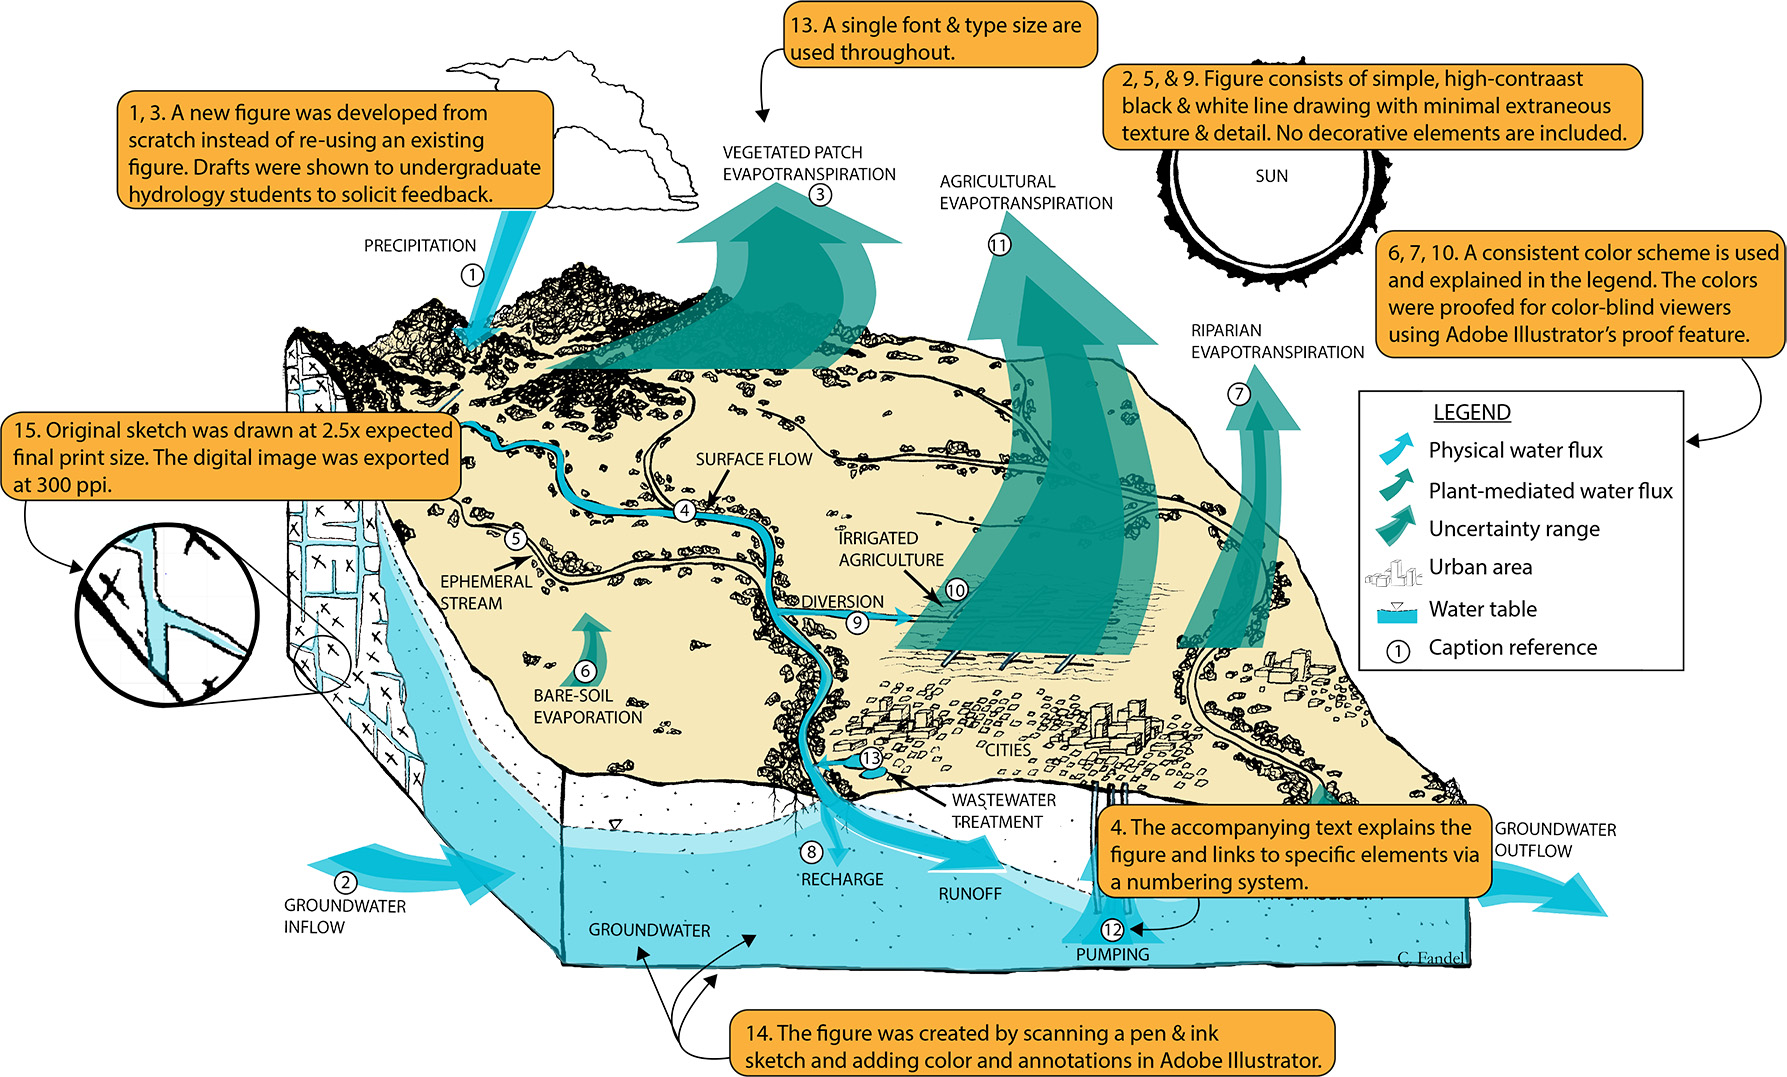 13. A single font & type size are
used throughout.
2, 5, & 9. Figure consists of simple, high-contraast
black & white line drawing with minimal extraneous
texture & detail. No decorative elements are included.
1, 3. A new figure was developed from
scratch instead of re-using an existing
figure. Drafts were shown to undergraduate
hydrology students to solicit feedback.
VEGETATED PATCH
EVAPOTRANSPIRATION
3
AGRICULTURAL
EVAPOTRANSPIRATION
11
SUN
PRECIPITATION
1
6, 7, 10. A consistent color scheme is used
and explained in the legend. The colors
were proofed for color-blind viewers
using Adobe Illustrator's proof feature.
RIPARIAN
EVAPOTRANSPIRATION
7
LEGEND
Physical water flux
Plant-mediated water flux
Uncertainty range
Urban area
Water table
1 Caption reference
15. Original sketch was drawn at 2.5x expected
final print size. The digital image was exported
at 300 ppi.
SURFACE FLOW
4
5
EPHEMERAL
STREAM
IRRIGATED
AGRICULTURE
10
DIVERSION
9
6
BARE-SOIL
EVAPORATION
CITIES
13
WASTEWATER
TREATMENT
4. The accompanying text explains the
figure and links to specific elements via
a numbering system.
GROUNDWATER
OUTFLOW
8
RECHARGE
RUNOFF
2
GROUNDWATER
INFLOW
GROUNDWATER
12
PUMPING
C. Fandel
14. The figure was created by scanning a pen & ink
sketch and adding color and annotations in Adobe Illustrator.